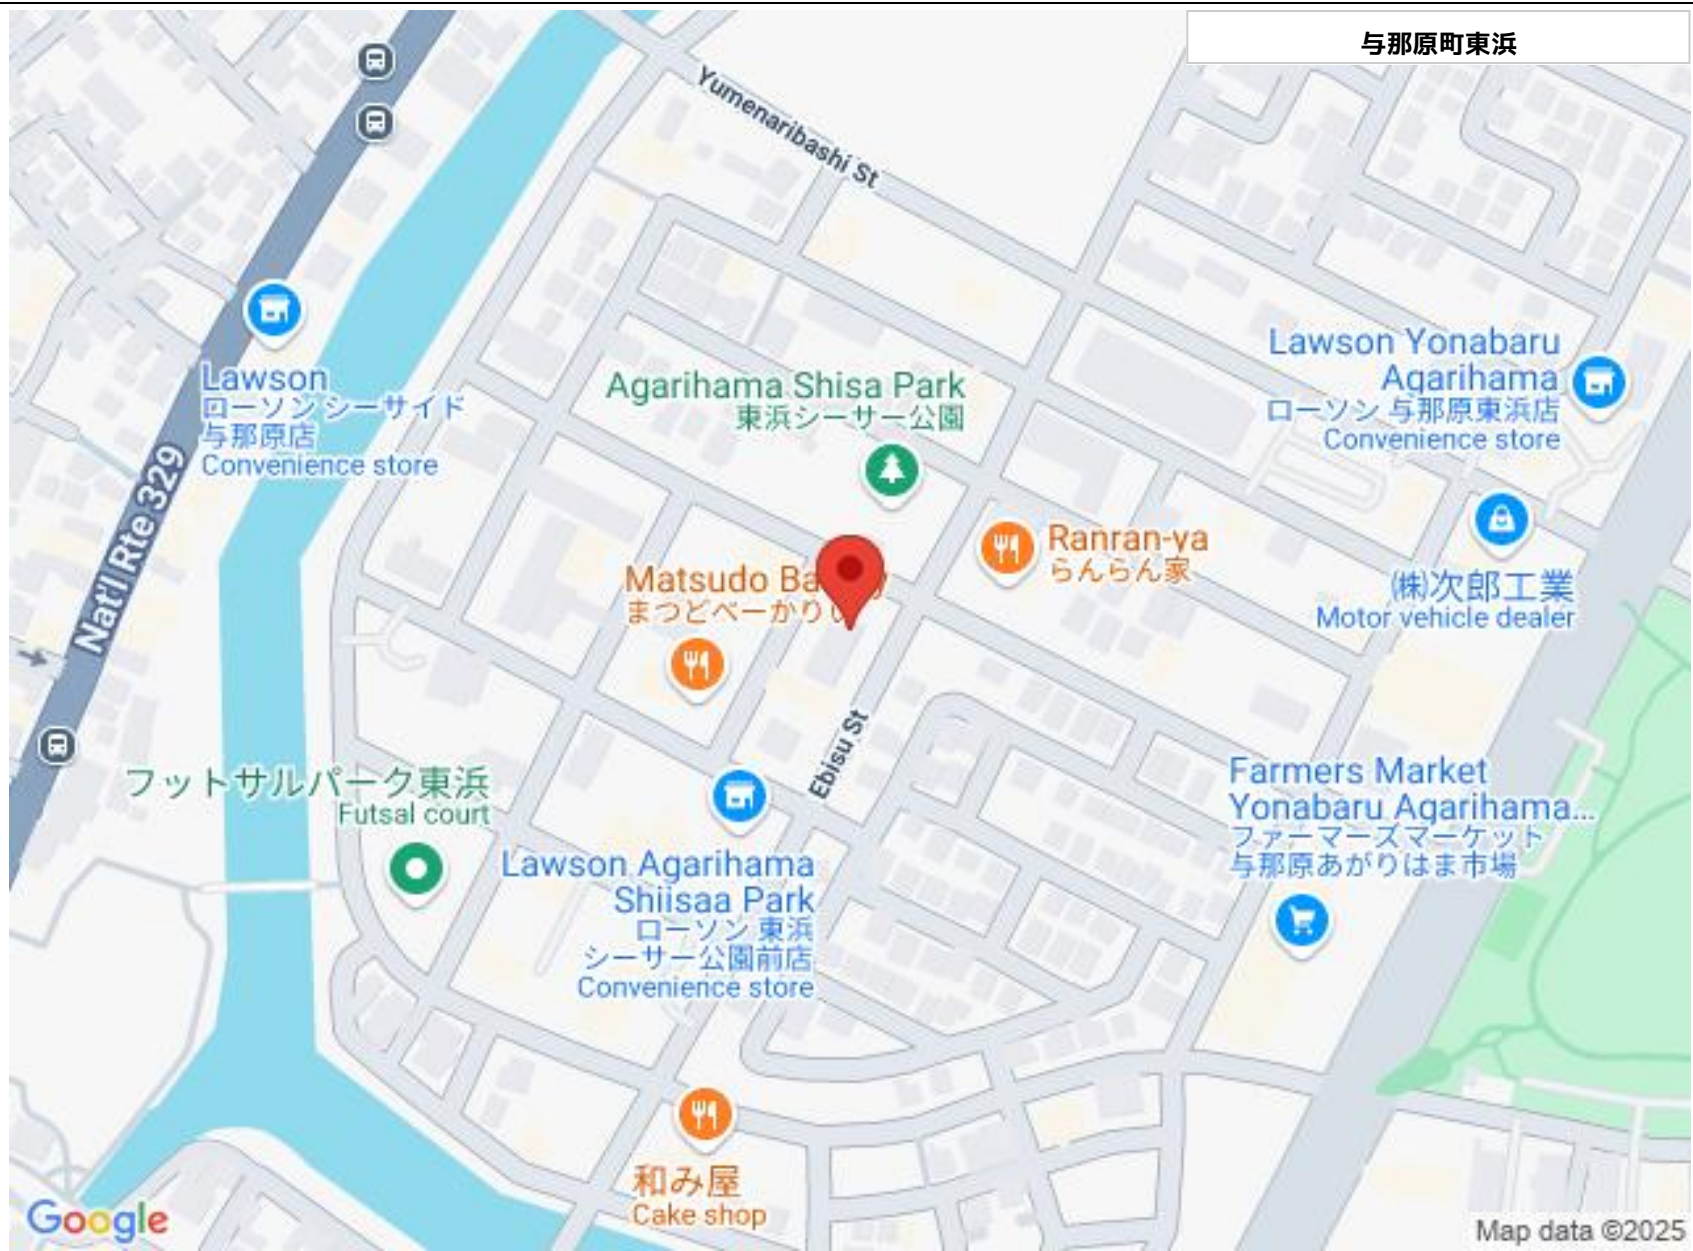 与那原町東浜
Yumenaribashi St
Lawson Yonabaru
Agarihama
ローソン 与那原東浜店
Convenience store
Lawson
ローソン シーサイド
与那原店
Convenience store
Agarihama Shisa Park
東浜シーサー公園
Nat'l Rte 329
Ranran-ya
らんらん家
Matsudo
まつどべーかりい
㈱次郎工業
Motor vehicle dealer
Ebisu St
フットサルパーク東浜
Futsal court
Farmers Market
Yonabaru Agarihama...
ファーマーズマーケット
与那原あがりはま市場
Lawson Agarihama
Shiisaa Park
ローソン 東浜
シーサー公園前店
Convenience store
和み屋
Cake shop
Google
Map data ©2025